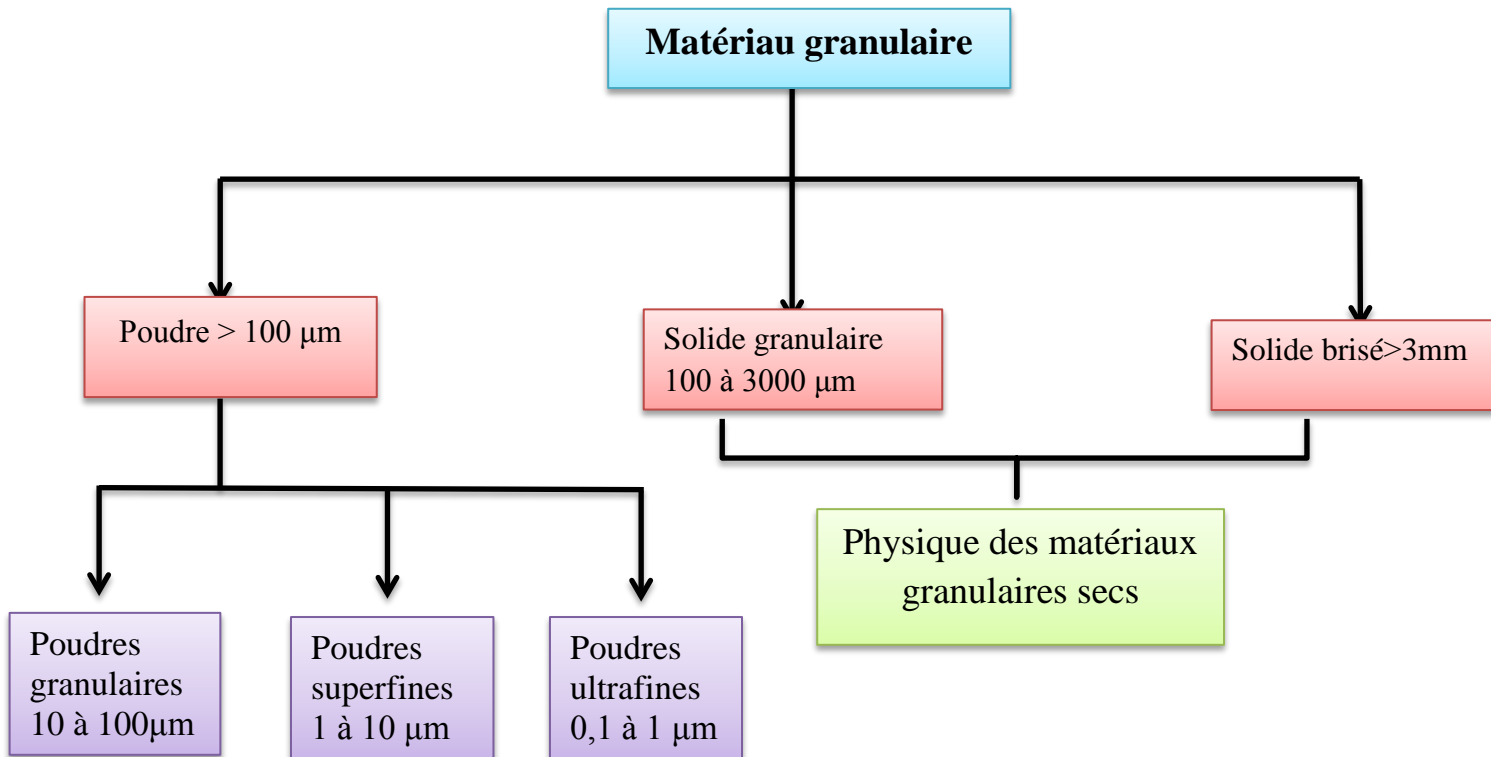 Matériau granulaire
Poudre > 100 μm
Solide granulaire
100 à 3000 μm
Solide brisé>3mm
Physique des matériaux
granulaires secs
Poudres
granulaires
10 à 100μm
Poudres
superfines
1 à 10 μm
Poudres
ultrafines
0,1 à 1 μm